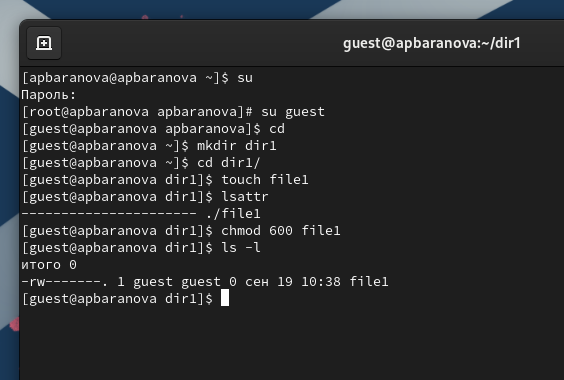 guest@apbaranova:~/dir1
[apbaranova@apbaranova ~]$ su
Пароль:
[root@apbaranova apbaranova]# su guest
[guest@apbaranova apbaranova]$ cd
[guest@apbaranova ~]$ mkdir dir1
[guest@apbaranova ~]$ cd dir1/
[guest@apbaranova dir1]$ touch file1
[guest@apbaranova dir1]$ lsattr
---------------------- ./file1
[guest@apbaranova dir1]$ chmod 600 file1
[guest@apbaranova dir1]$ ls -l
итого 0
-rw-------. 1 guest guest 0 сен 19 10:38 file1
[guest@apbaranova dir1]$